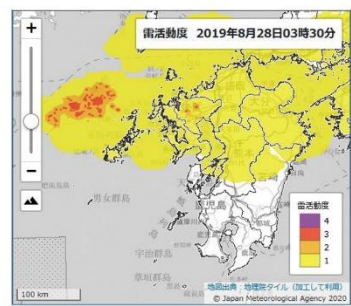 雷活動度 2019年8月28日03時30分
+
−
男女群島
鹿児島
宇治群島
草垣群島
雷活動度
4
3
2
1
100 km
地図出典：地理院タイル（加工して利用）
© Japan Meteorological Agency 2020